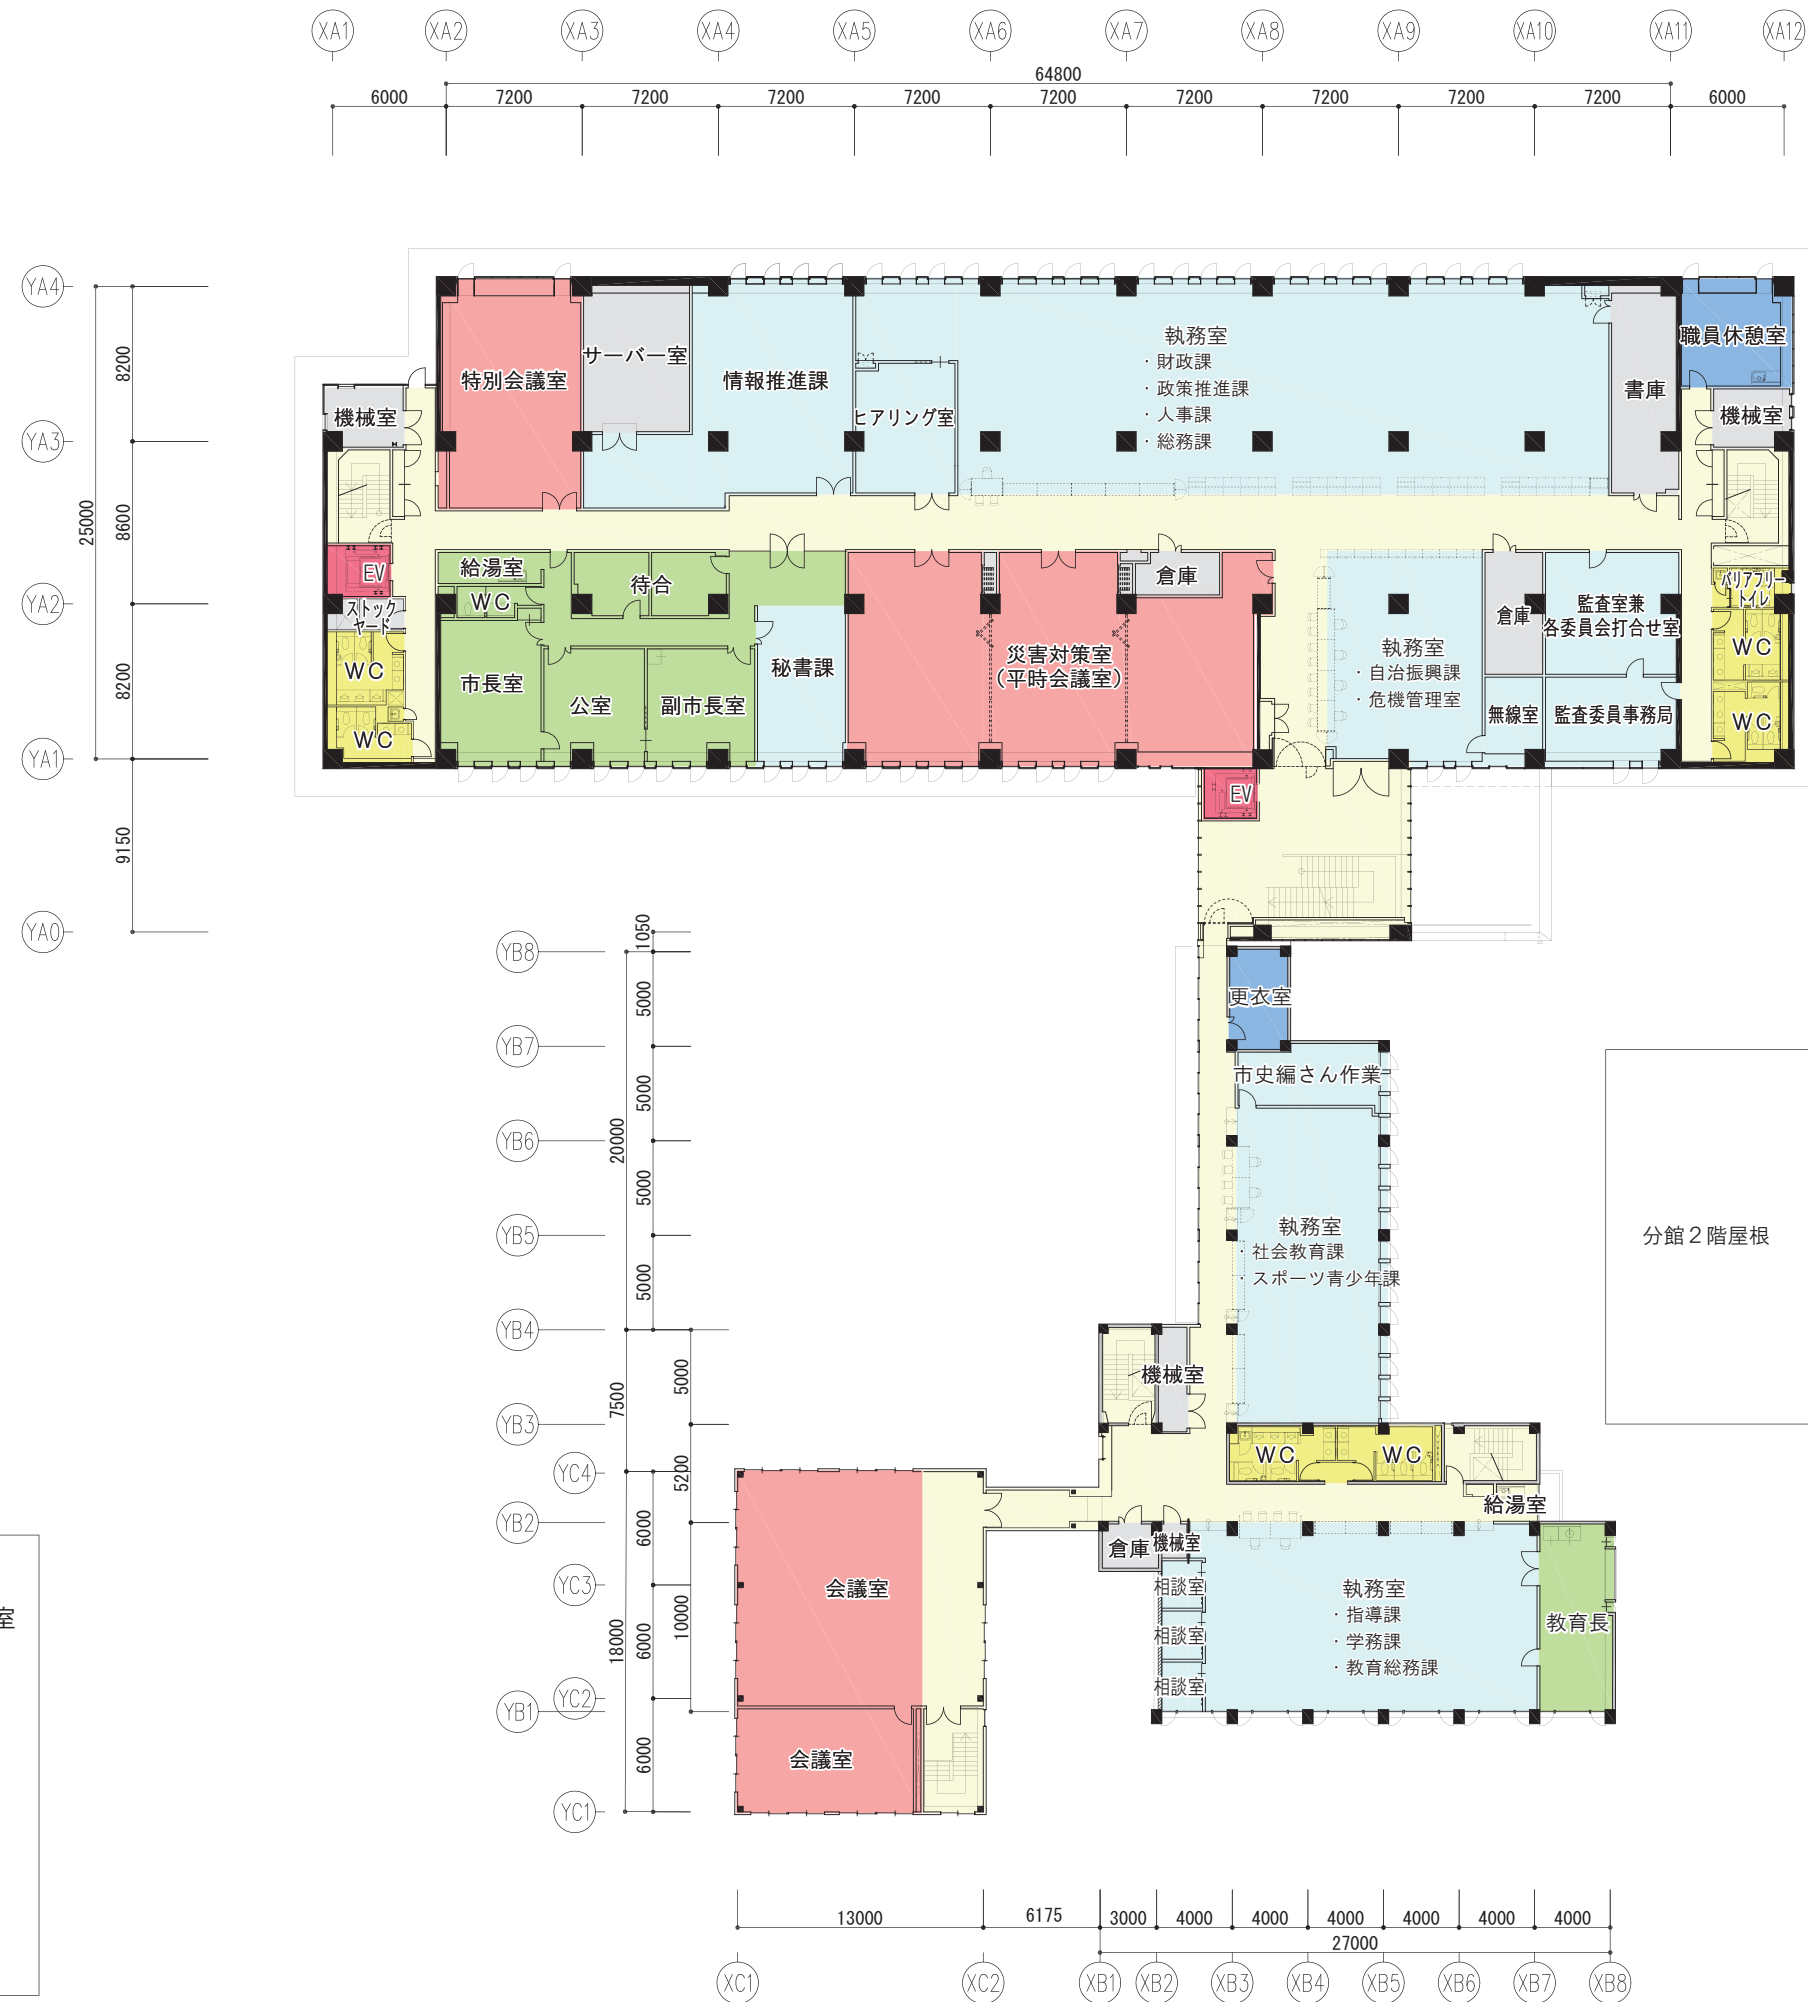 XA1 XA2 XA3 XA4 XA5 XA6 XA7 XA8 XA9 XA10 XA11 XA12
64800
6000 7200 7200 7200 7200 7200 7200 7200 7200 7200 6000
YA4
YA3
YA2
YA1
YA0
25000
8200
8600
8200
9150
特別会議室
サーバー室
情報推進課
ヒアリング室
執務室
・財政課
・政策推進課
・人事課
・総務課
書庫
職員休憩室
機械室
機械室
EV
ストック
ヤード
WC
WC
給湯室
WC
待合
市長室
公室
副市長室
秘書課
災害対策室
(平時会議室)
倉庫
執務室
・自治振興課
・危機管理室
倉庫
無線室
監査室兼
各委員会打合せ室
監査委員事務局
バリアフリー
トイレ
WC
WC
EV
YB8
YB7
YB6
YB5
YB4
YB3
YC4
YB2
YC3
YC2
YB1
YC1
1050
5000
5000
5000
5000
20000
7500
5000
5200
6000
6000
10000
18000
6000
更衣室
市史編さん作業
執務室
・社会教育課
・スポーツ青少年課
分館２階屋根
機械室
WC
WC
給湯室
倉庫
機械室
相談室
相談室
相談室
執務室
・指導課
・学務課
・教育総務課
教育長
会議室
会議室
室
13000 6175 3000 4000 4000 4000 4000 4000 4000
27000
XC1 XC2 XB1 XB2 XB3 XB4 XB5 XB6 XB7 XB8